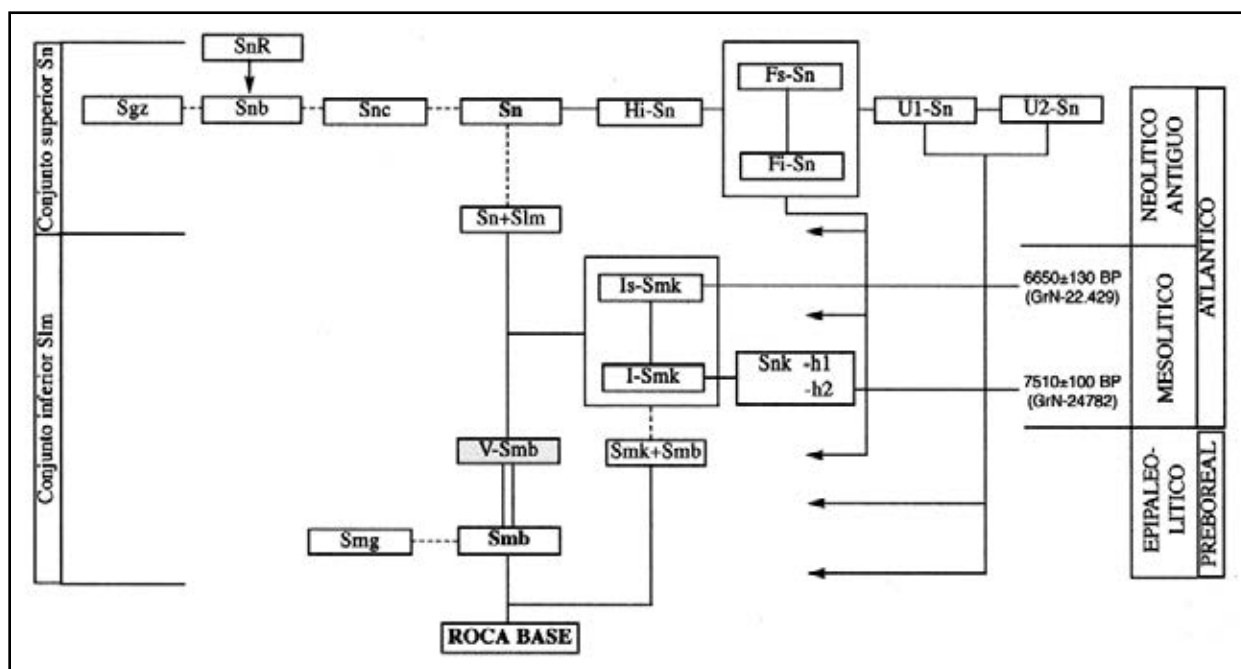 Conjunto superior Sn
SnR
Sgz
Snb
Snc
Sn
Hi-Sn
Fs-Sn
Fi-Sn
U1-Sn
U2-Sn
Sn+Slm
Conjunto inferior Slm
Is-Smk
I-Smk
Snk -h1
-h2
V-Smb
Smk+Smb
Smg
Smb
ROCA BASE
6650±130 BP
(GrN-22.429)
7510±100 BP
(GrN-24782)
NEOLITICO
ANTIGUO
MESOLITICO
EPIPALEO-
LITICO
ATLANTICO
PREBOREAL